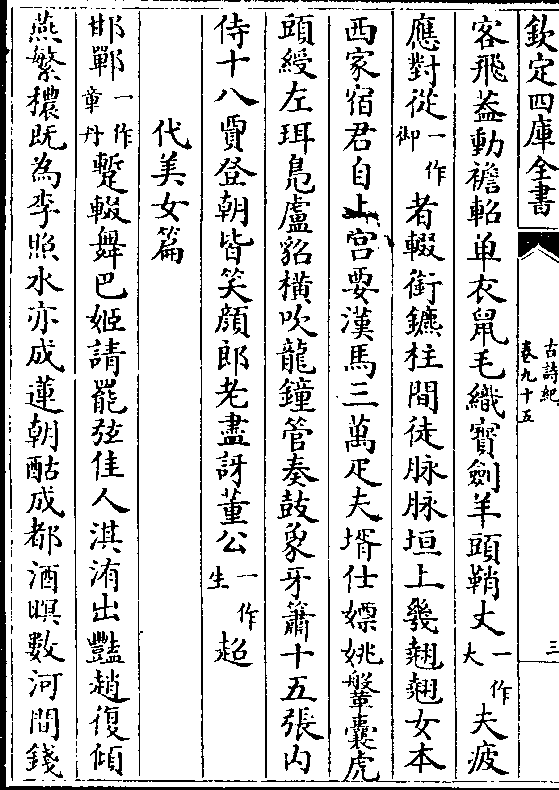 欽定四庫全書
古詩紀
卷九十五
三
客飛葢動襜軺单衣鼠毛織寶劍羊頭鞘丈一作大夫疲
應對從一作御者輟銜鑣柱間徒脉脉垣上幾翹翹女本
西家宿君自上宫要漢馬三萬疋夫壻仕嫖姚鞶囊虎
頭綬左珥鳧盧貂横吹龍鐘管奏鼓象牙簫十五張内
侍十八賈登朝皆笑顔郎老盡訝董公一作生超
代美女篇
邯鄲一作章丹蹔輟舞巴姬請罷弦佳人淇洧出豔趙復傾
燕繁穠既為李照水亦成蓮朝酤成都酒暝數河間錢